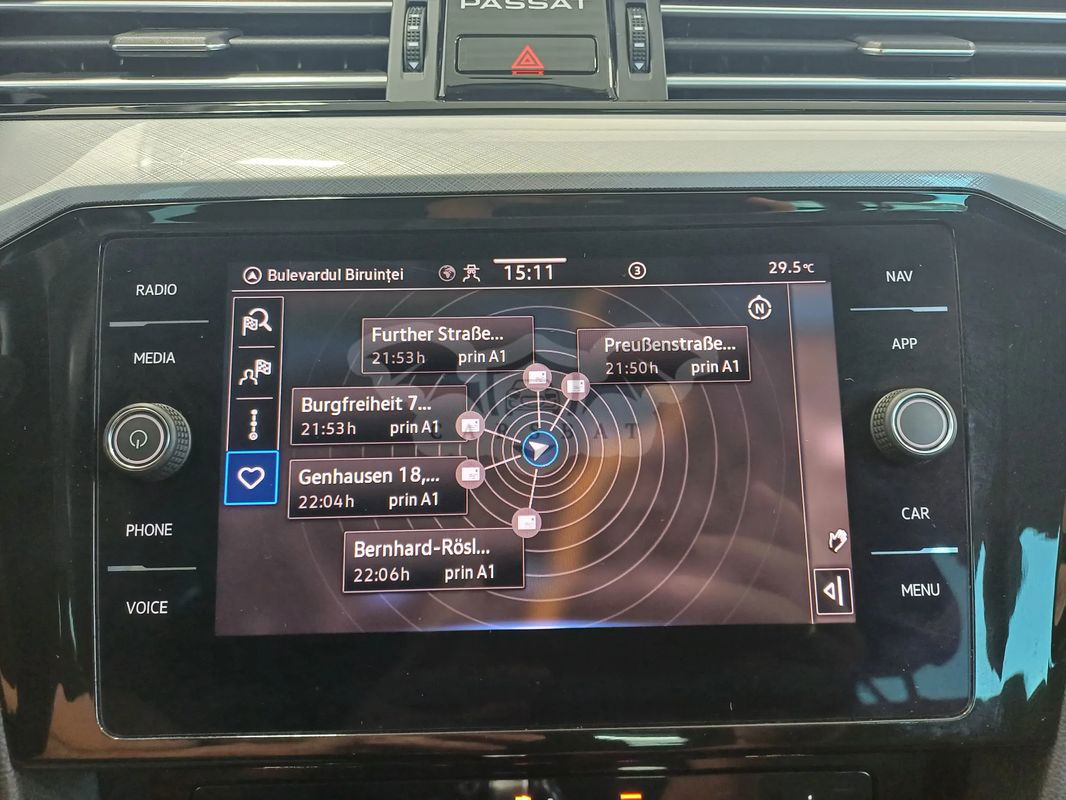 PASSAT
RADIO
MEDIA
PHONE
VOICE
Bulevardul Biruinței
15:11
3
29.5°C
N
Further Straße...
21:53h prin A1
Preußenstraße...
21:50h prin A1
Burgfreiheit 7...
21:53h prin A1
Genhausen 18,...
22:04h prin A1
Bernhard-Rösl...
22:06h prin A1
NAV
APP
CAR
MENU